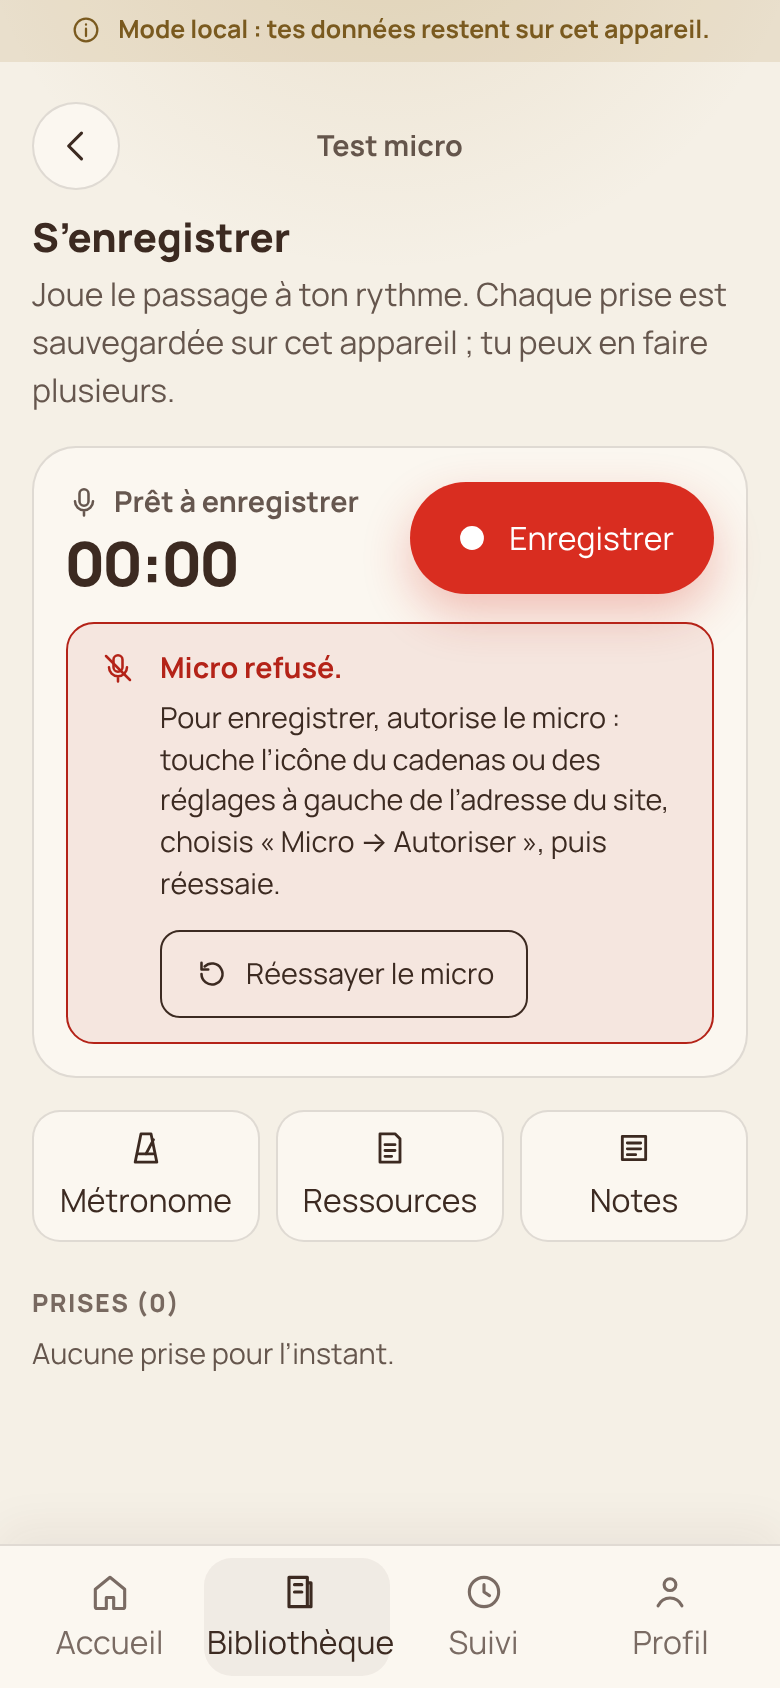 Mode local : tes données restent sur cet appareil.
Test micro
S’enregistrer
Joue le passage à ton rythme. Chaque prise est
sauvegardée sur cet appareil ; tu peux en faire
plusieurs.
Prêt à enregistrer
00:00
Enregistrer
Micro refusé.
Pour enregistrer, autorise le micro :
touche l’icône du cadenas ou des
réglages à gauche de l’adresse du site,
choisis « Micro → Autoriser », puis
réessaie.
Réessayer le micro
Métronome
Ressources
Notes
PRISES (0)
Aucune prise pour l’instant.
Accueil
Bibliothèque
Suivi
Profil